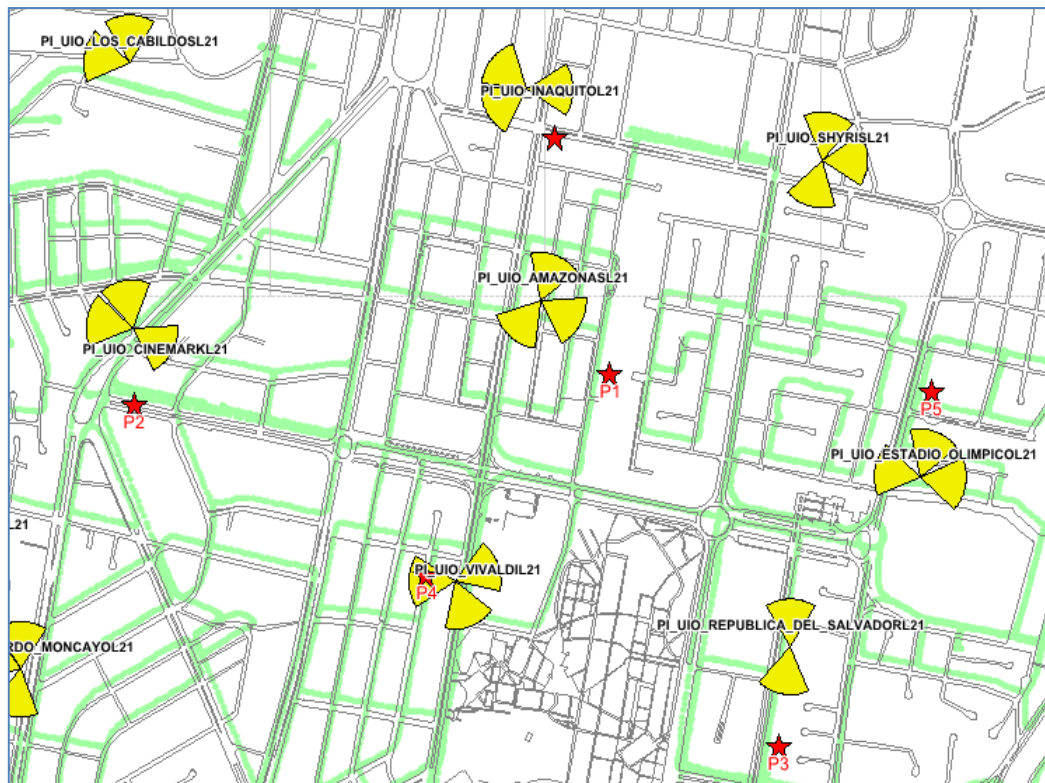 PI_UIO_LOS_CABILDOSL21
PI_UIO_INAQUITOL21
PI_UIO_SHYRISL21
PI_UIO_AMAZONASL21
PI_UIO_CINEMARKL21
P1
P2
P5
PI_UIO_ESTADIO_OLIMPICOL21
L21
PI_UIO_VIVALDIL21
P4
PI_UIO_REPUBLICA_DEL_SALVADORL21
RDO_MONCAYOL21
P3